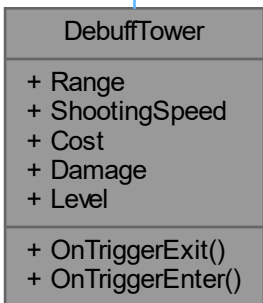 DebuffTower
+ Range
+ ShootingSpeed
+ Cost
+ Damage
+ Level
+ OnTriggerExit()
+ OnTriggerEnter()